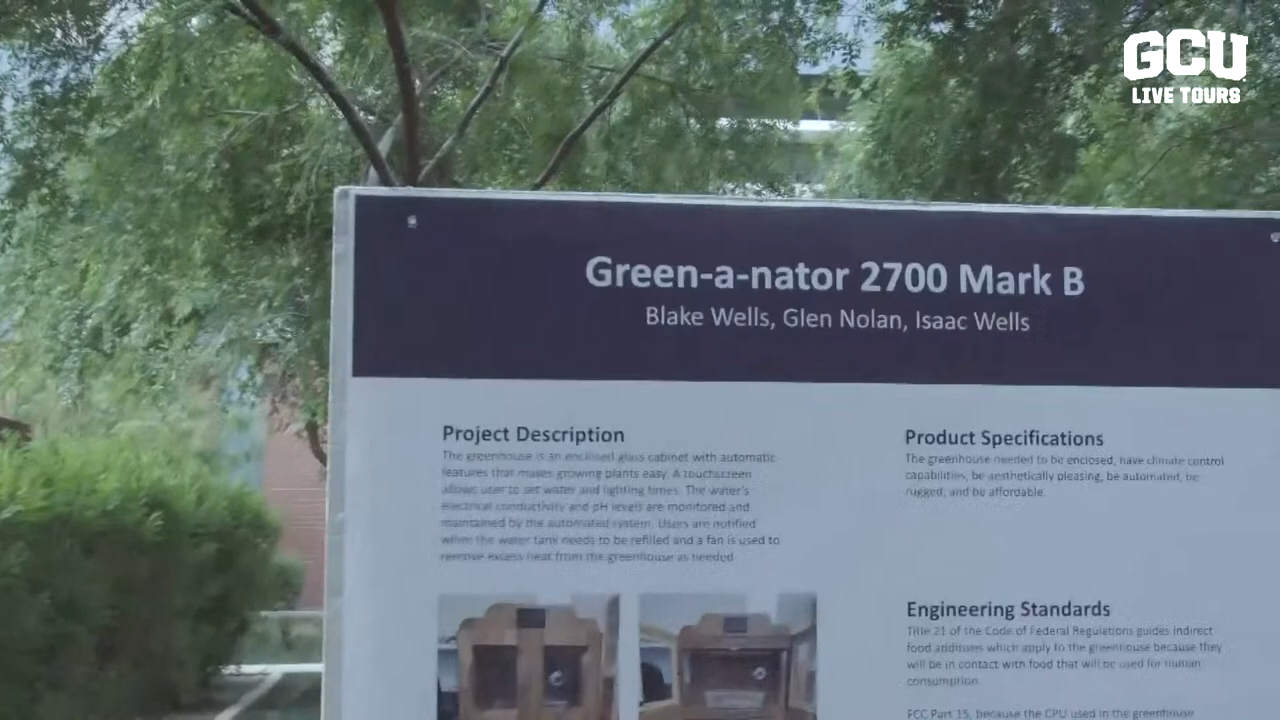 GCU
LIVE TOURS
Green-a-nator 2700 Mark B
Blake Wells, Glen Nolan, Isaac Wells
Project Description
The greenhouse is an enclosed glass cabinet with automatic
features that makes growing plants easy. A touchscreen
allows user to set water and lighting times. The water's
electrical conductivity and pH levels are monitored and
maintained by the automated system. Users are notified
when the water tank needs to be refilled and a fan is used to
remove excess heat from the greenhouse as needed
Product Specifications
The greenhouse needed to be enclosed, have climate control
capabilities, be aesthetically pleasing, be automated, be
rugged, and be affordable.
Engineering Standards
Title 21 of the Code of Federal Regulations guides indirect
food additives which apply to the greenhouse because they
will be in contact with food that will be used for human
consumption.
FCC Part 15, because the CPU used in the greenhouse